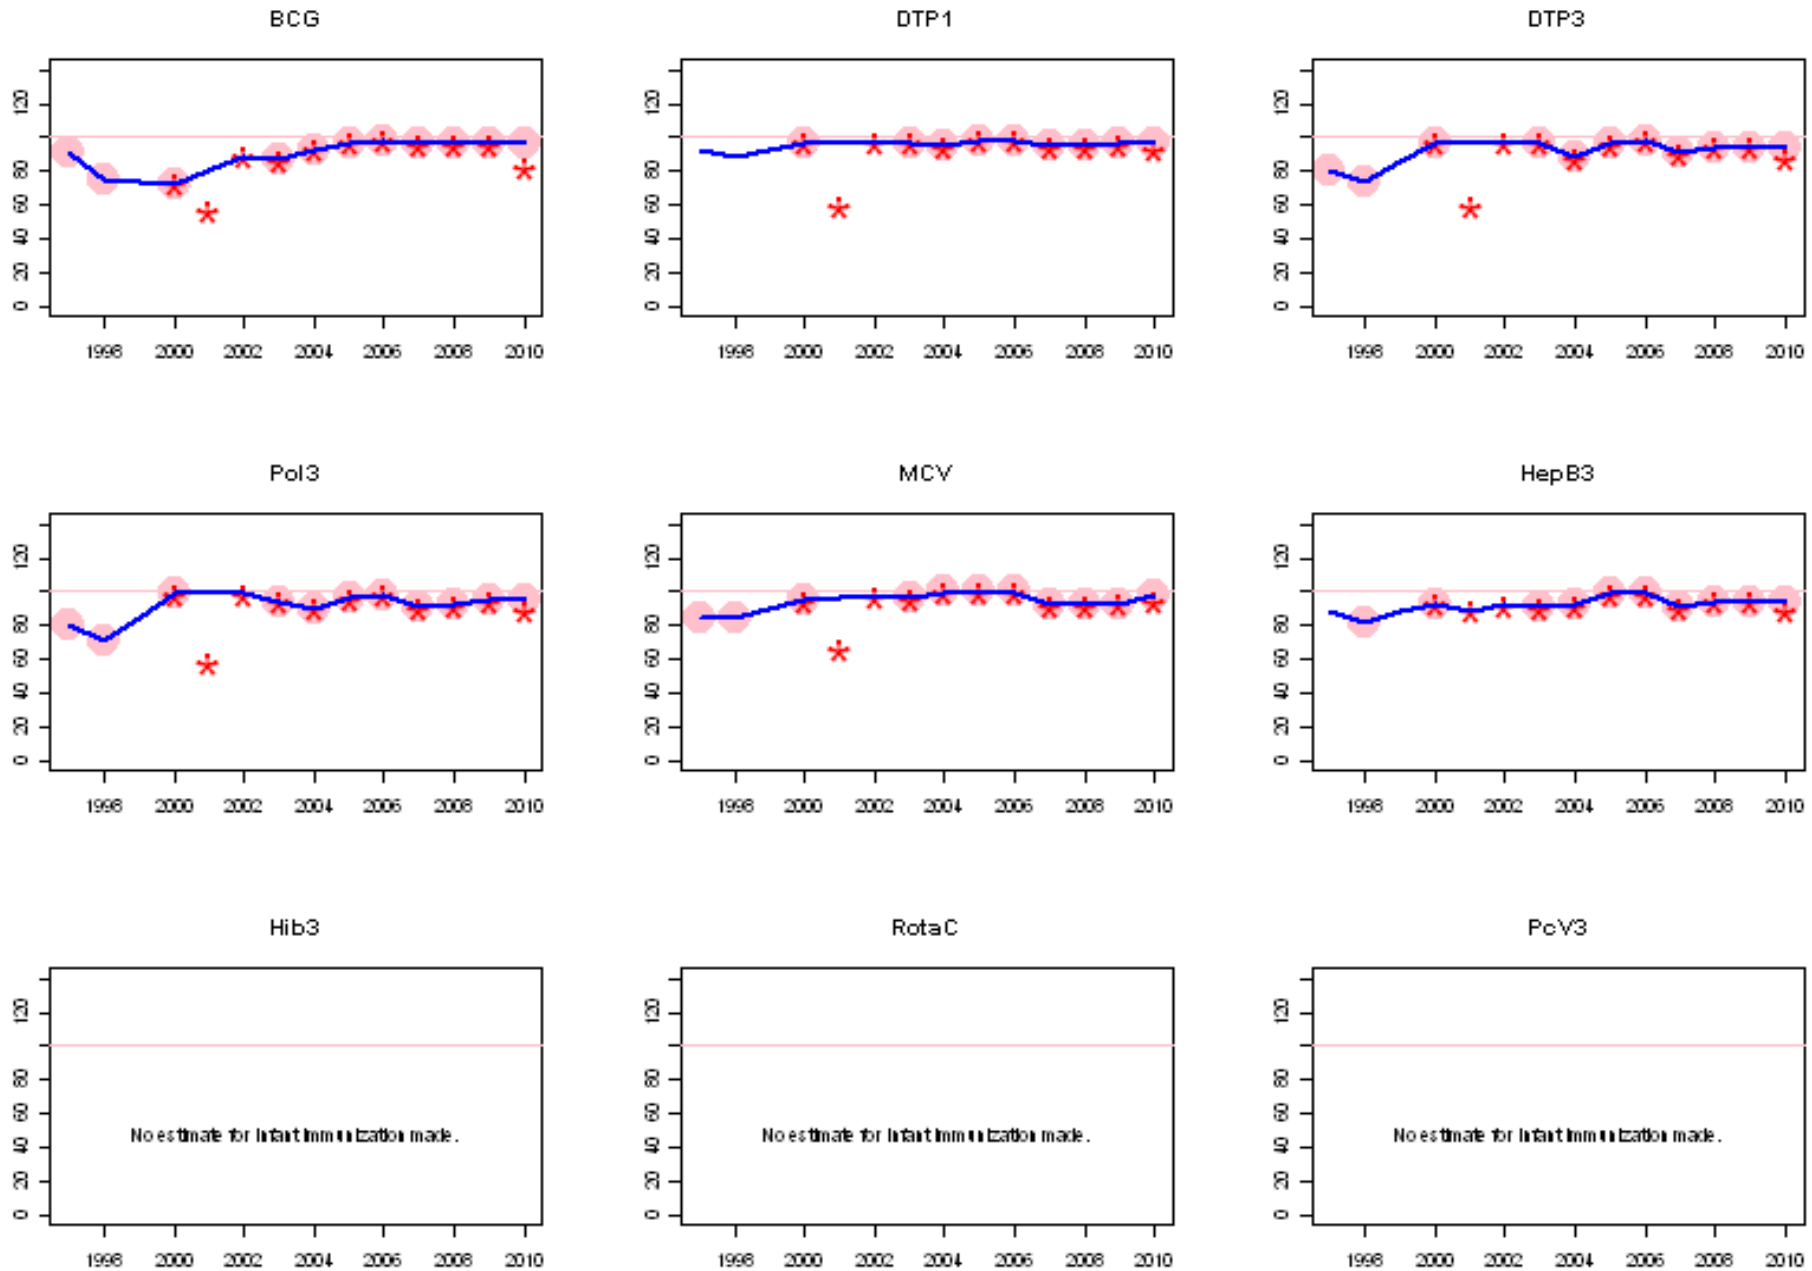 BCG DTP1 DTP3
120 120 120
80 80 80
60 60 60
40 40 40
20 20 20
0 0 0
1998 2000 2002 2004 2006 2008 2010 1998 2000 2002 2004 2006 2008 2010 1998 2000 2002 2004 2006 2008 2010
Pol3 MCV HepB3
120 120 120
80 80 80
60 60 60
40 40 40
20 20 20
0 0 0
1998 2000 2002 2004 2006 2008 2010 1998 2000 2002 2004 2006 2008 2010 1998 2000 2002 2004 2006 2008 2010
Hib3 RotaC PcV3
120 120 120
80 80 80
60 60 60
No estimate for infant immunization made. No estimate for infant immunization made. No estimate for infant immunization made.
40 40 40
20 20 20
0 0 0
1998 2000 2002 2004 2006 2008 2010 1998 2000 2002 2004 2006 2008 2010 1998 2000 2002 2004 2006 2008 2010